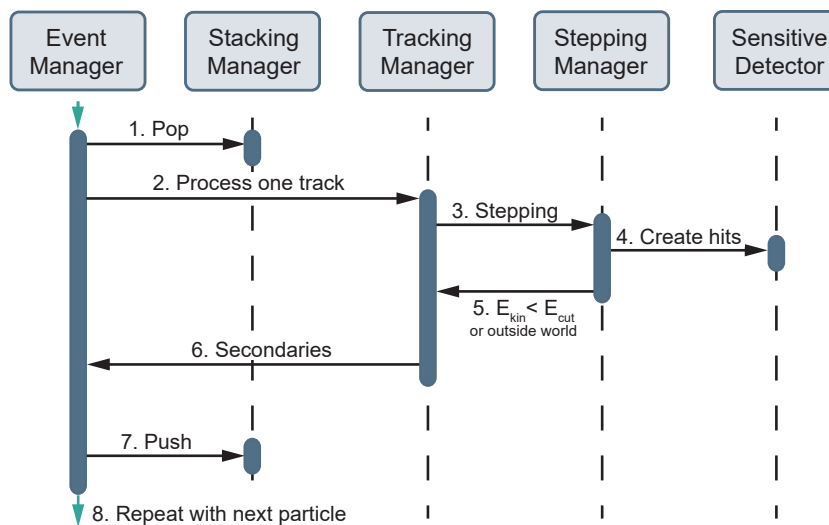 Event
Manager
Stacking
Manager
Tracking
Manager
Stepping
Manager
Sensitive
Detector
1. Pop
2. Process one track
3. Stepping
4. Create hits
5. Ekin < Ecut
or outside world
6. Secondaries
7. Push
8. Repeat with next particle